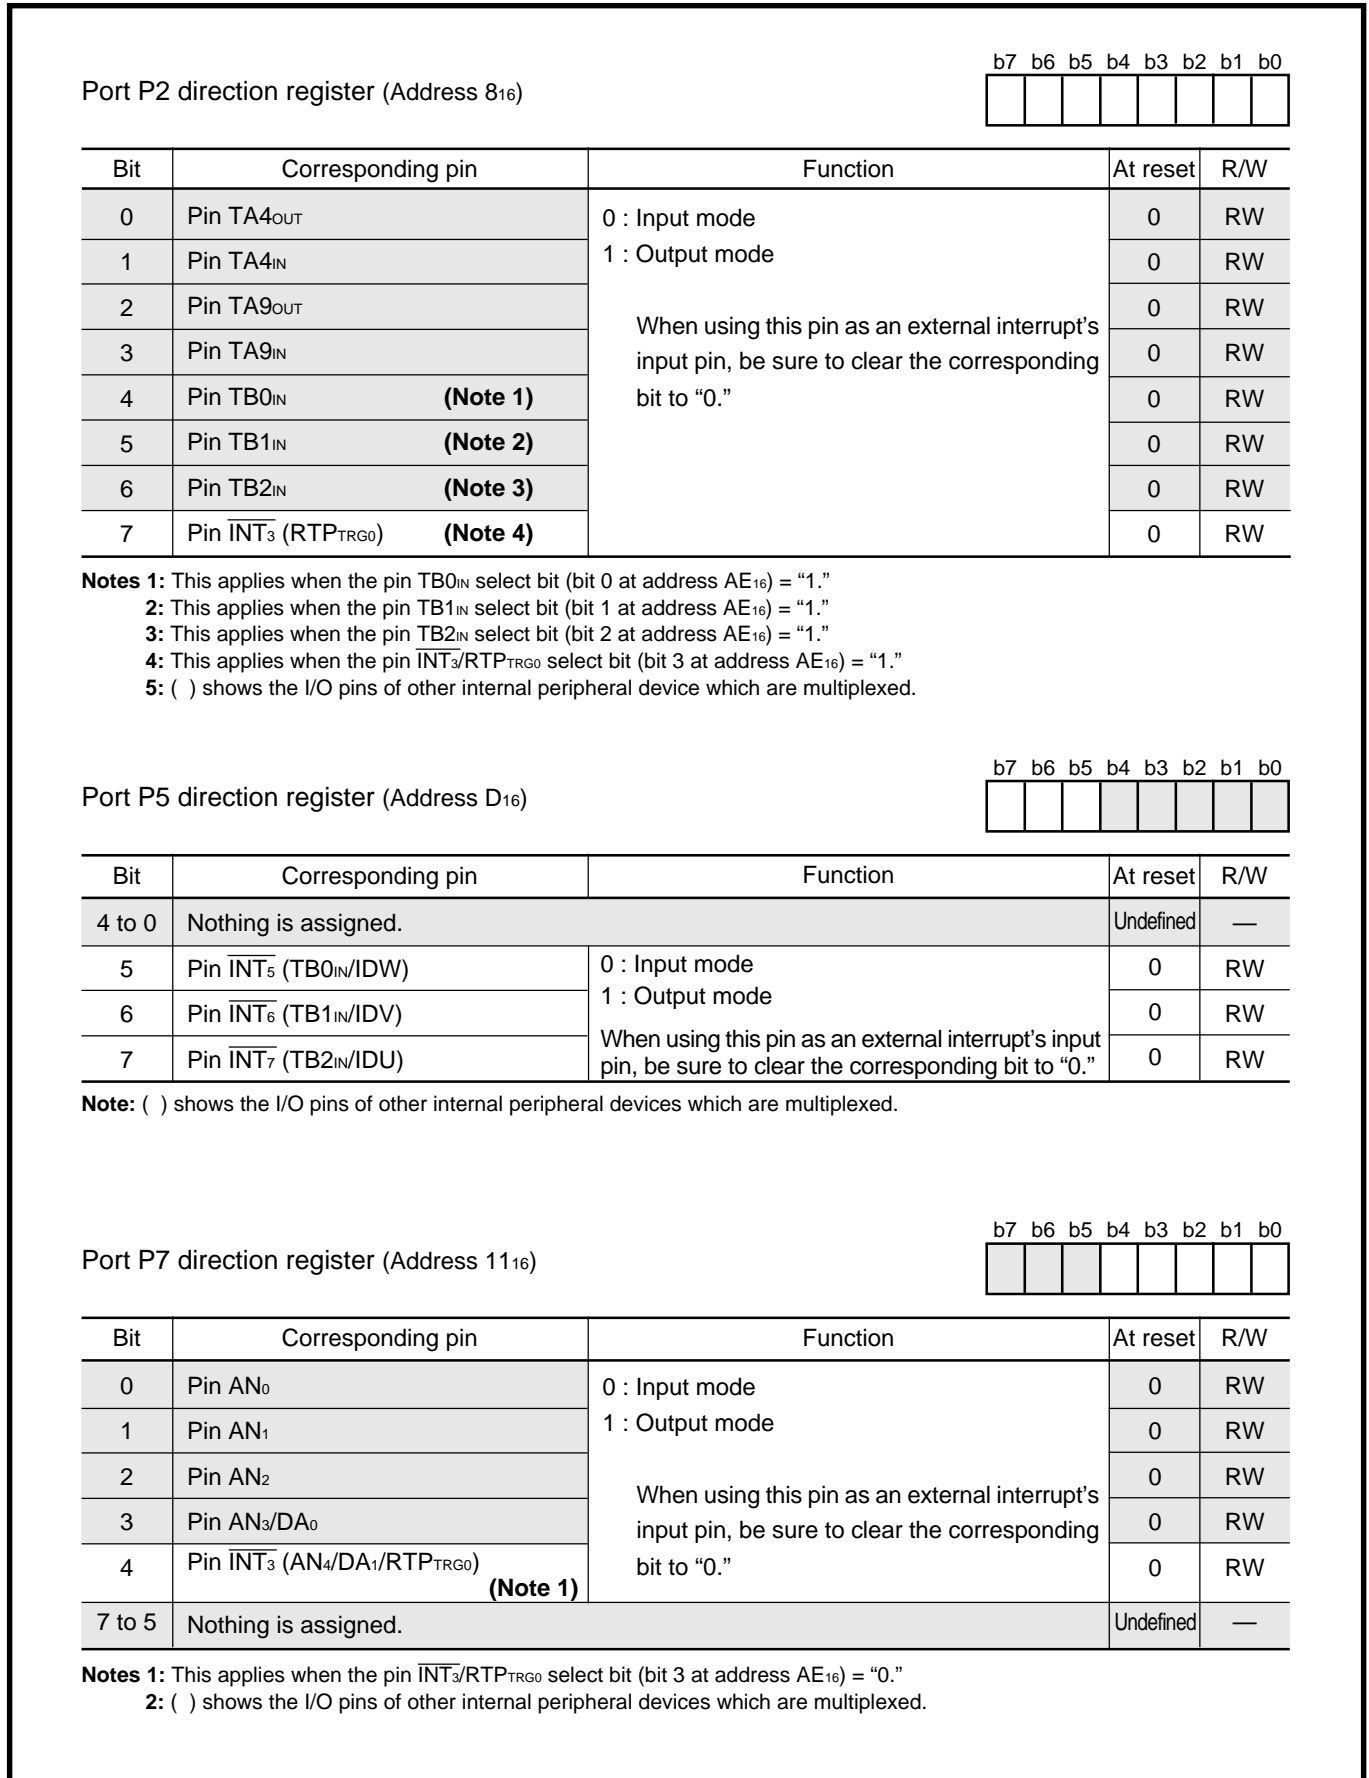 b7 b6 b5 b4 b3 b2 b1 b0
Port P2 direction register (Address 8₁₆)
Bit Corresponding pin Function At reset R/W
0 Pin TA4OUT 0 : Input mode 0 RW
1 Pin TA4IN 1 : Output mode 0 RW
2 Pin TA9OUT 0 RW
When using this pin as an external interrupt's
3 Pin TA9IN input pin, be sure to clear the corresponding 0 RW
4 Pin TB0IN (Note 1) bit to “0.” 0 RW
5 Pin TB1IN (Note 2) 0 RW
6 Pin TB2IN (Note 3) 0 RW
7 Pin I̅N̅T̅₃ (RTPTRG0) (Note 4) 0 RW
Notes 1: This applies when the pin TB0IN select bit (bit 0 at address AE₁₆) = “1.”
2: This applies when the pin TB1IN select bit (bit 1 at address AE₁₆) = “1.”
3: This applies when the pin TB2IN select bit (bit 2 at address AE₁₆) = “1.”
4: This applies when the pin I̅N̅T̅₃/RTPTRG0 select bit (bit 3 at address AE₁₆) = “1.”
5: ( ) shows the I/O pins of other internal peripheral device which are multiplexed.
b7 b6 b5 b4 b3 b2 b1 b0
Port P5 direction register (Address D₁₆)
Bit Corresponding pin Function At reset R/W
4 to 0 Nothing is assigned. Undefined —
5 Pin I̅N̅T̅₅ (TB0IN/IDW) 0 : Input mode 0 RW
1 : Output mode
6 Pin I̅N̅T̅₆ (TB1IN/IDV) 0 RW
When using this pin as an external interrupt's input
7 Pin I̅N̅T̅₇ (TB2IN/IDU) pin, be sure to clear the corresponding bit to “0.” 0 RW
Note: ( ) shows the I/O pins of other internal peripheral devices which are multiplexed.
b7 b6 b5 b4 b3 b2 b1 b0
Port P7 direction register (Address 11₁₆)
Bit Corresponding pin Function At reset R/W
0 Pin AN₀ 0 : Input mode 0 RW
1 Pin AN₁ 1 : Output mode 0 RW
2 Pin AN₂ 0 RW
When using this pin as an external interrupt's
3 Pin AN₃/DA₀ input pin, be sure to clear the corresponding 0 RW
4 Pin I̅N̅T̅₃ (AN₄/DA₁/RTPTRG0) bit to “0.” 0 RW
(Note 1)
7 to 5 Nothing is assigned. Undefined —
Notes 1: This applies when the pin I̅N̅T̅₃/RTPTRG0 select bit (bit 3 at address AE₁₆) = “0.”
2: ( ) shows the I/O pins of other internal peripheral devices which are multiplexed.